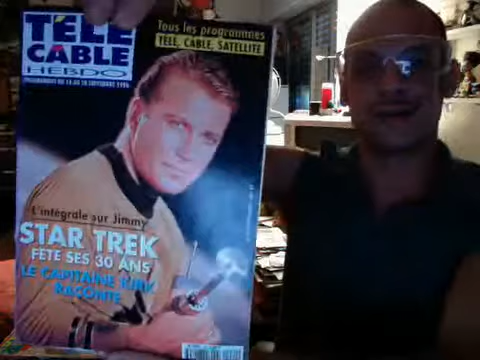 TÉLÉ
CABLE
HEBDO
Tous les programmes
TÉLÉ, CABLE, SATELLITE
L'intégrale sur Jimmy
STAR TREK
FÊTE SES 30 ANS
LE CAPITAINE KIRK
RACONTE